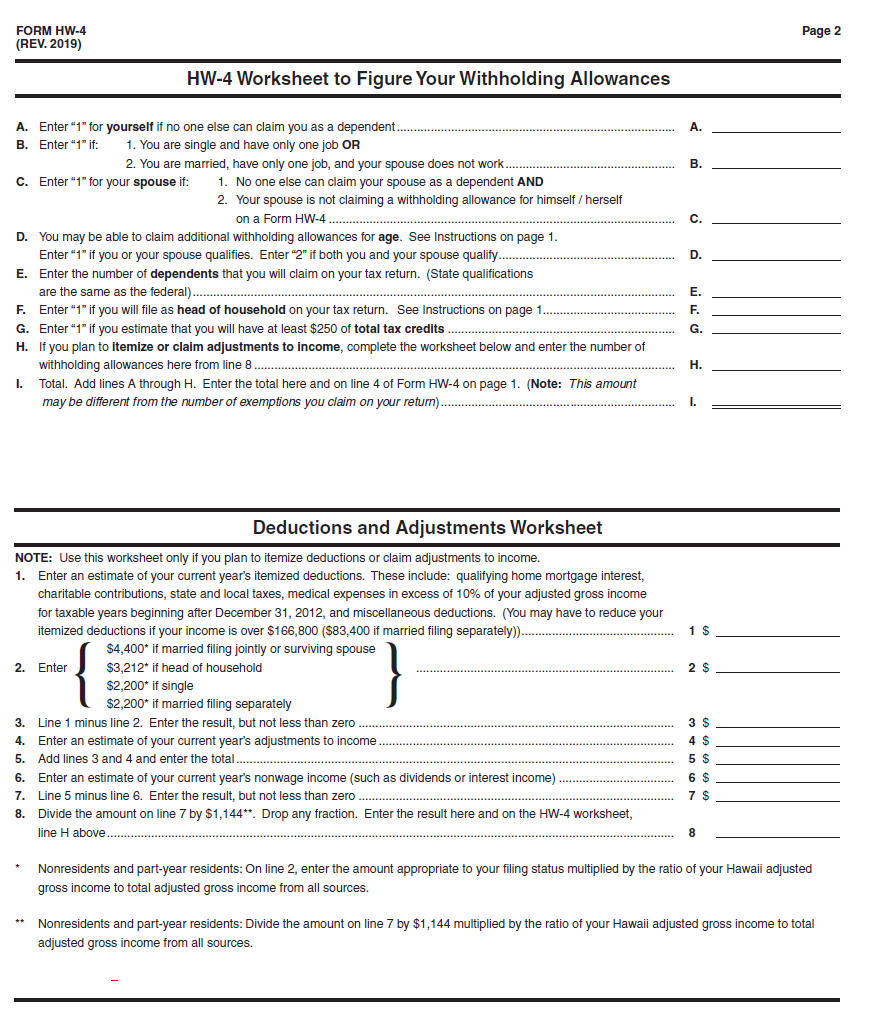 FORM HW-4 Page 2
(REV. 2019)
HW-4 Worksheet to Figure Your Withholding Allowances
A. Enter “1” for yourself if no one else can claim you as a dependent ........ A.
B. Enter “1” if: 1. You are single and have only one job OR
2. You are married, have only one job, and your spouse does not work ........ B.
C. Enter “1” for your spouse if: 1. No one else can claim your spouse as a dependent AND
2. Your spouse is not claiming a withholding allowance for himself / herself
on a Form HW-4 ........ C.
D. You may be able to claim additional withholding allowances for age. See Instructions on page 1.
Enter “1” if you or your spouse qualifies. Enter “2” if both you and your spouse qualify ........ D.
E. Enter the number of dependents that you will claim on your tax return. (State qualifications
are the same as the federal) ........ E.
F. Enter “1” if you will file as head of household on your tax return. See Instructions on page 1 ........ F.
G. Enter “1” if you estimate that you will have at least $250 of total tax credits ........ G.
H. If you plan to itemize or claim adjustments to income, complete the worksheet below and enter the number of
withholding allowances here from line 8 ........ H.
I. Total. Add lines A through H. Enter the total here and on line 4 of Form HW-4 on page 1. (Note: This amount
may be different from the number of exemptions you claim on your return) ........ I.
Deductions and Adjustments Worksheet
NOTE: Use this worksheet only if you plan to itemize deductions or claim adjustments to income.
1. Enter an estimate of your current year’s itemized deductions. These include: qualifying home mortgage interest,
charitable contributions, state and local taxes, medical expenses in excess of 10% of your adjusted gross income
for taxable years beginning after December 31, 2012, and miscellaneous deductions. (You may have to reduce your
itemized deductions if your income is over $166,800 ($83,400 if married filing separately)) ........ 1 $
$4,400* if married filing jointly or surviving spouse
2. Enter { $3,212* if head of household } ........ 2 $
$2,200* if single
$2,200* if married filing separately
3. Line 1 minus line 2. Enter the result, but not less than zero ........ 3 $
4. Enter an estimate of your current year’s adjustments to income ........ 4 $
5. Add lines 3 and 4 and enter the total ........ 5 $
6. Enter an estimate of your current year’s nonwage income (such as dividends or interest income) ........ 6 $
7. Line 5 minus line 6. Enter the result, but not less than zero ........ 7 $
8. Divide the amount on line 7 by $1,144**. Drop any fraction. Enter the result here and on the HW-4 worksheet,
line H above ........ 8
* Nonresidents and part-year residents: On line 2, enter the amount appropriate to your filing status multiplied by the ratio of your Hawaii adjusted
gross income to total adjusted gross income from all sources.
** Nonresidents and part-year residents: Divide the amount on line 7 by $1,144 multiplied by the ratio of your Hawaii adjusted gross income to total
adjusted gross income from all sources.